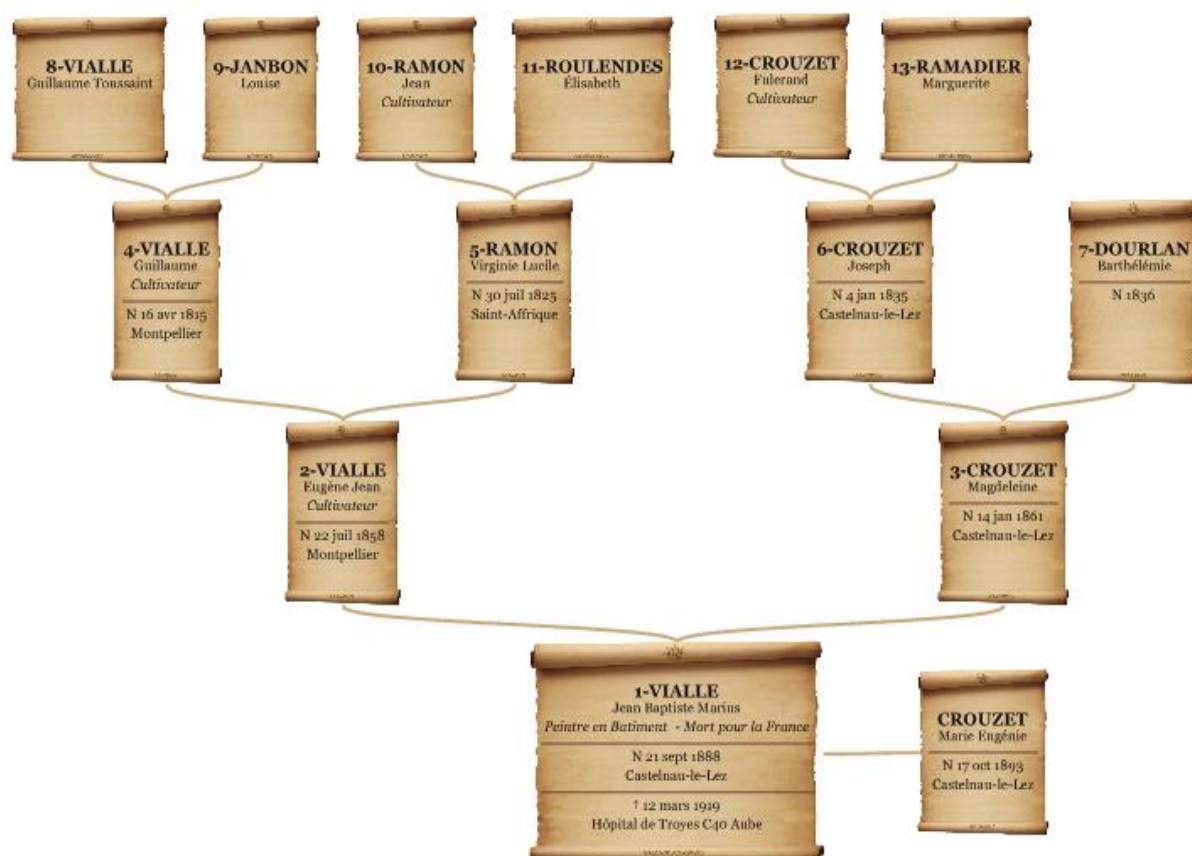 8-VIALLE
Guillaume Toussaint
9-JANBON
Louise
10-RAMON
Jean
Cultivateur
11-ROULENDES
Élisabeth
12-CROUZET
Fulerand
Cultivateur
13-RAMADIER
Marguerite
4-VIALLE
Guillaume
Cultivateur
N 16 avr 1815
Montpellier
5-RAMON
Virginie Lucile
N 30 juil 1825
Saint-Affrique
6-CROUZET
Joseph
N 4 jan 1835
Castelnau-le-Lez
7-DOURLAN
Barthélémie
N 1836
2-VIALLE
Eugène Jean
Cultivateur
N 22 juil 1858
Montpellier
3-CROUZET
Magdeleine
N 14 jan 1861
Castelnau-le-Lez
1-VIALLE
Jean Baptiste Marius
Peintre en Batiment - Mort pour la France
N 21 sept 1888
Castelnau-le-Lez
† 12 mars 1919
Hôpital de Troyes C40 Aube
CROUZET
Marie Eugénie
N 17 oct 1893
Castelnau-le-Lez